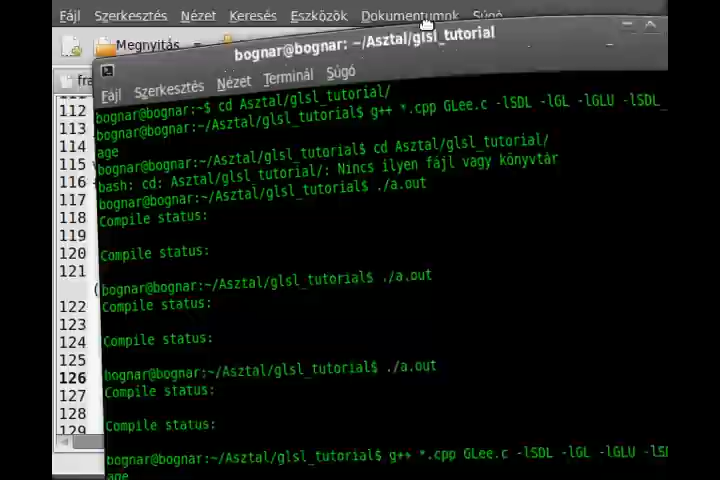 Fájl Szerkesztés Nézet Keresés Eszközök Dokumentumok Súgó
Megnyitás
bognar@bognar: ~/Asztal/glsl_tutorial
Fájl Szerkesztés Nézet Terminál Súgó
fra
112
113
114
115
116
117
118
119
120
121
122
123
124
125
126
127
128
129
bognar@bognar:~$ cd Asztal/glsl_tutorial/
bognar@bognar:~/Asztal/glsl_tutorial$ g++ *.cpp GLee.c -lSDL -lGL -lGLU -lSDL_
age
bognar@bognar:~/Asztal/glsl_tutorial$ cd Asztal/glsl_tutorial/
bash: cd: Asztal/glsl_tutorial/: Nincs ilyen fájl vagy könyvtár
bognar@bognar:~/Asztal/glsl_tutorial$ ./a.out
Compile status:
Compile status:
(
bognar@bognar:~/Asztal/glsl_tutorial$ ./a.out
Compile status:
Compile status:
bognar@bognar:~/Asztal/glsl_tutorial$ ./a.out
Compile status:
Compile status:
bognar@bognar:~/Asztal/glsl_tutorial$ g++ *.cpp GLee.c -lSDL -lGL -lGLU -lSD
age